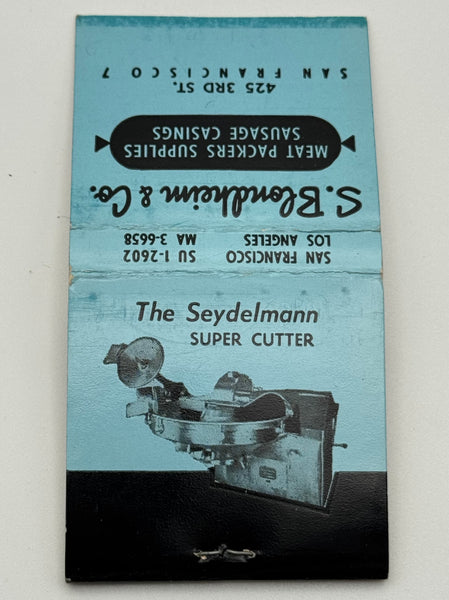 S. Blondheim & Co.
MEAT PACKERS SUPPLIES
SAUSAGE CASINGS
425 3RD ST.
SAN FRANCISCO 7
SAN FRANCISCO SU 1-2602
LOS ANGELES MA 3-6658
The Seydelmann
SUPER CUTTER